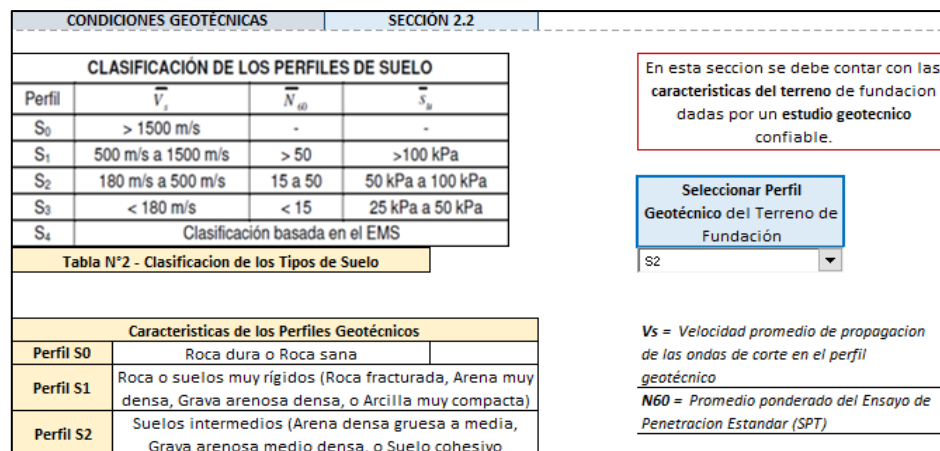 CONDICIONES GEOTÉCNICAS SECCIÓN 2.2
CLASIFICACIÓN DE LOS PERFILES DE SUELO
Perfil V̅s N̅60 s̅u
S0 > 1500 m/s - -
S1 500 m/s a 1500 m/s > 50 >100 kPa
S2 180 m/s a 500 m/s 15 a 50 50 kPa a 100 kPa
S3 < 180 m/s < 15 25 kPa a 50 kPa
S4 Clasificación basada en el EMS
Tabla N°2 - Clasificacion de los Tipos de Suelo
En esta seccion se debe contar con las
caracteristicas del terreno de fundacion
dadas por un estudio geotecnico
confiable.
Seleccionar Perfil
Geotécnico del Terreno de
Fundación
S2
Caracteristicas de los Perfiles Geotécnicos
Perfil S0 Roca dura o Roca sana
Perfil S1 Roca o suelos muy rígidos (Roca fracturada, Arena muy
densa, Grava arenosa densa, o Arcilla muy compacta)
Perfil S2 Suelos intermedios (Arena densa gruesa a media,
Grava arenosa medio densa, o Suelo cohesivo
Vs = Velocidad promedio de propagacion
de las ondas de corte en el perfil
geotécnico
N60 = Promedio ponderado del Ensayo de
Penetracion Estandar (SPT)